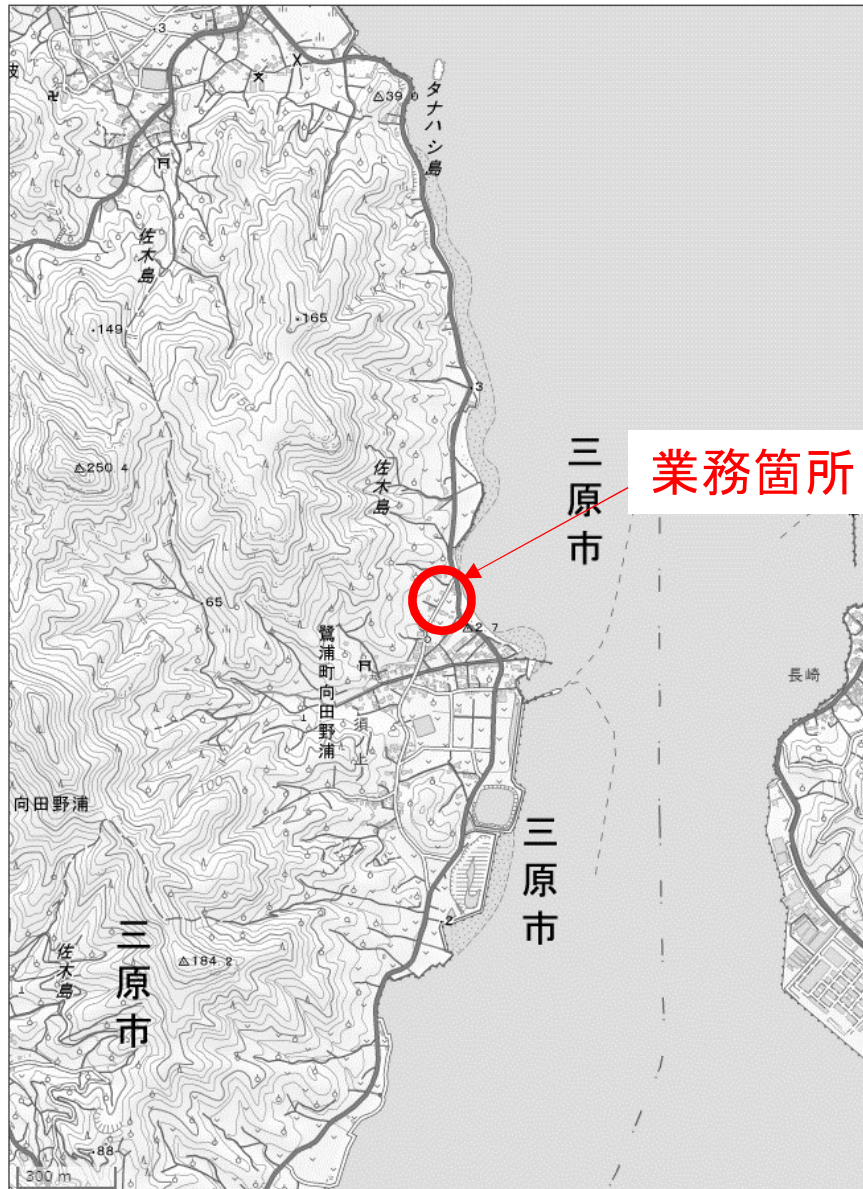 3
波
タナハシ島
39.0
佐木島
149
165
3
250.4
佐木島
三原市
業務箇所
65
2.7
鷺浦町向田野浦
須ノ上
長崎
100
向田野浦
三原市
2
佐木島
三原市
184.2
88
300 m